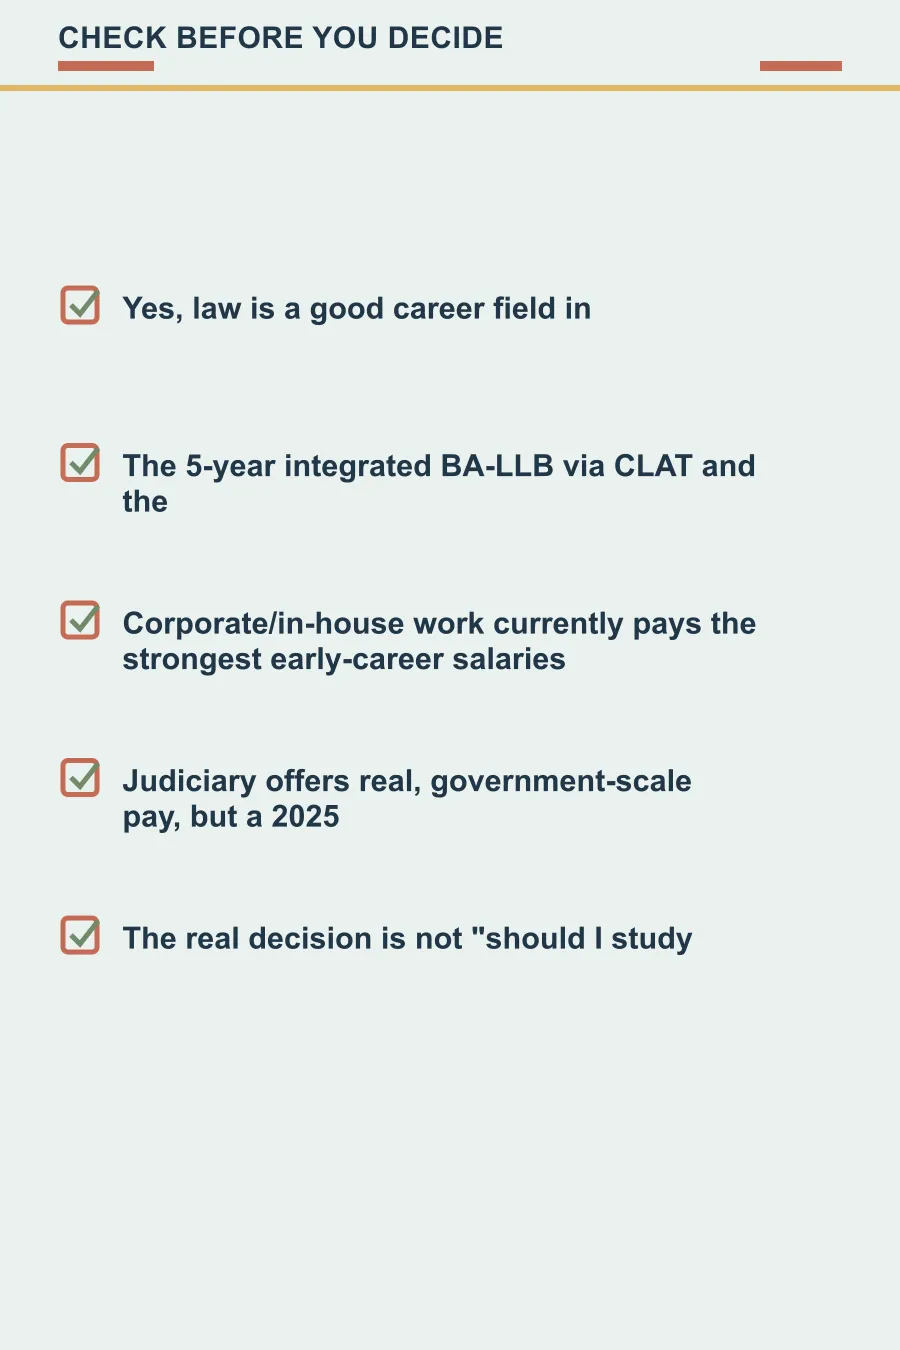 CHECK BEFORE YOU DECIDE
Yes, law is a good career field in
The 5-year integrated BA-LLB via CLAT and
the
Corporate/in-house work currently pays the
strongest early-career salaries
Judiciary offers real, government-scale
pay, but a 2025
The real decision is not "should I study